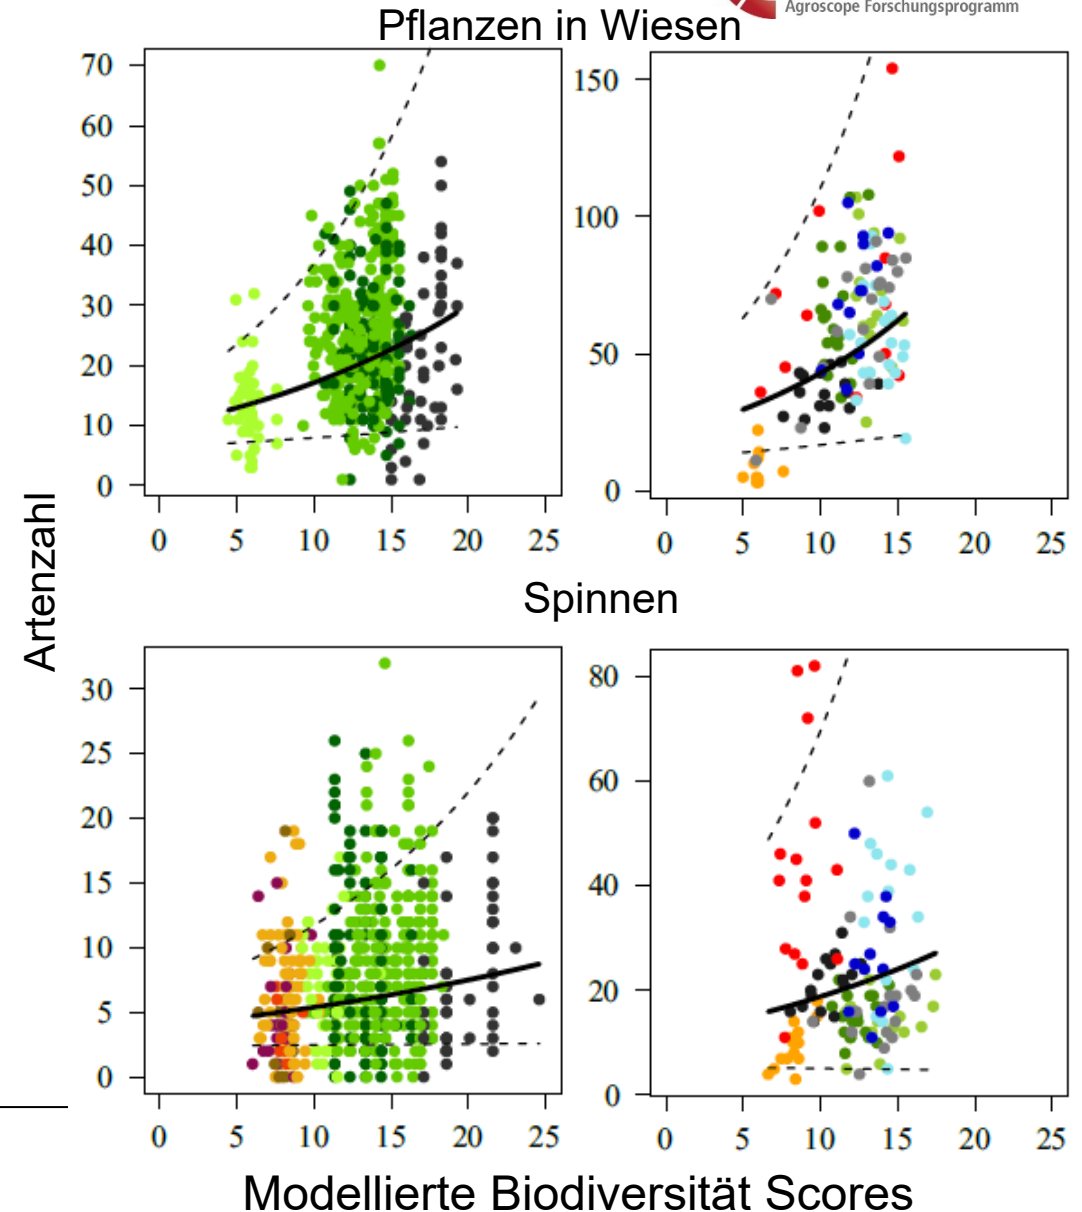 Agroscope Forschungsprogramm
Pflanzen in Wiesen
70
60
50
40
30
20
10
0
0 5 10 15 20 25
150
100
50
0
0 5 10 15 20 25
Artenzahl
Spinnen
30
25
20
15
10
5
0
0 5 10 15 20 25
80
60
40
20
0
0 5 10 15 20 25
Modellierte Biodiversität Scores